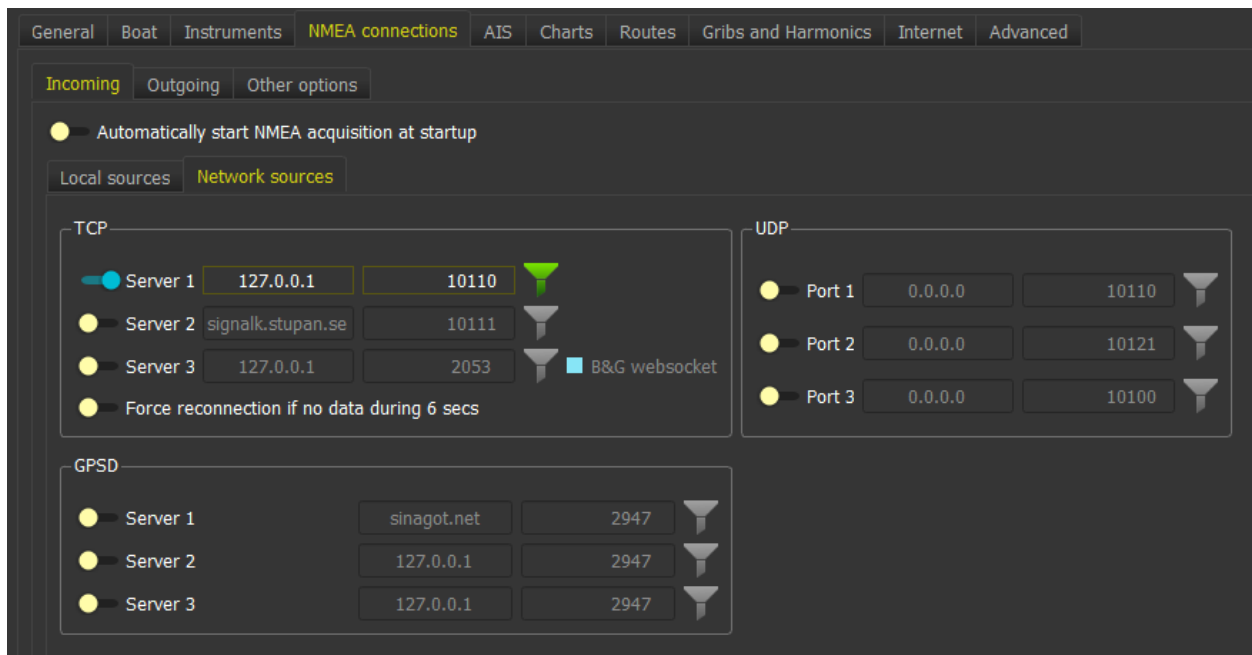 General Boat Instruments NMEA connections AIS Charts Routes Gribs and Harmonics Internet Advanced
Incoming Outgoing Other options
Automatically start NMEA acquisition at startup
Local sources Network sources
TCP
Server 1 127.0.0.1 10110
Server 2 signalk.stupan.se 10111
Server 3 127.0.0.1 2053 B&G websocket
Force reconnection if no data during 6 secs
UDP
Port 1 0.0.0.0 10110
Port 2 0.0.0.0 10121
Port 3 0.0.0.0 10100
GPSD
Server 1 sinagot.net 2947
Server 2 127.0.0.1 2947
Server 3 127.0.0.1 2947